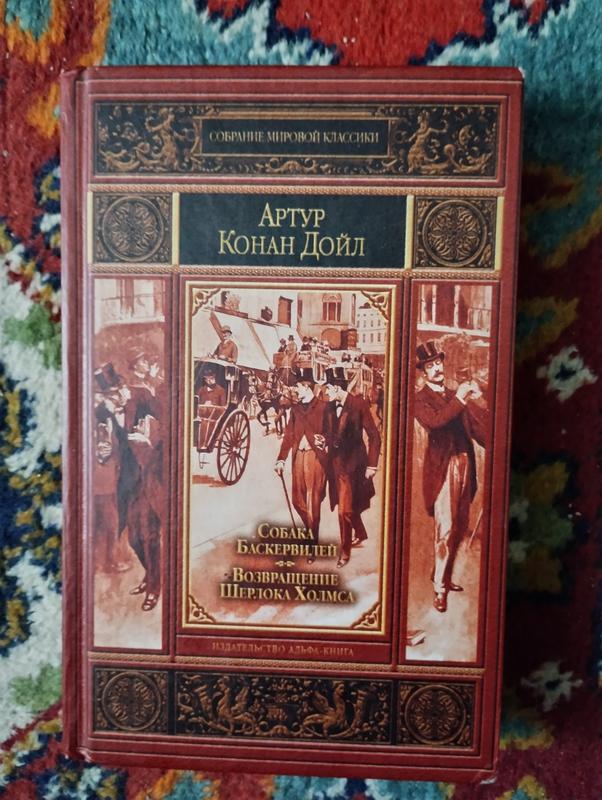 СОБРАНИЕ МИРОВОЙ КЛАССИКИ
АРТУР
КОНАН ДОЙЛ
СОБАКА
БАСКЕРВИЛЕЙ
ВОЗВРАЩЕНИЕ
ШЕРЛОКА ХОЛМСА
ИЗДАТЕЛЬСТВО АЛЬФА-КНИГА